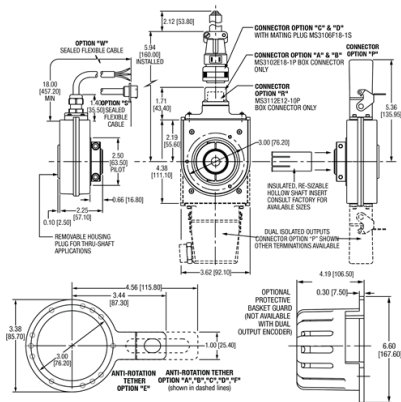 2.12 [53.80]
OPTION "W"
SEALED FLEXIBLE CABLE
5.94
[160.00]
INSTALLED
CONNECTOR OPTION "C" & "D"
WITH MATING PLUG MS3106F18-1S
CONNECTOR OPTION "A" & "B"
MS3102E18-1P BOX CONNECTOR
ONLY
CONNECTOR
OPTION "P"
CONNECTOR
OPTION "R"
MS3112E12-10P
BOX CONNECTOR ONLY
18.00
[457.20]
MIN
OPTION "S"
SEALED
FLEXIBLE
CABLE
1.71
[43.40]
2.19
[55.60]
4.38
[111.10]
3.00 [76.20]
5.36
[135.95]
2.50
[63.50]
PILOT
0.66 [16.80]
2.25
[57.10]
0.10 [2.50]
INSULATED, RE-SIZABLE
HOLLOW SHAFT INSERT
CONSULT FACTORY FOR
AVAILABLE SIZES
REMOVABLE HOUSING
PLUG FOR THRU-SHAFT
APPLICATIONS
DUAL ISOLATED OUTPUTS
CONNECTOR OPTION "P" SHOWN
OTHER TERMINATIONS AVAILABLE
3.62 [92.10]
4.56 [115.80]
3.44
[87.30]
3.38
[85.70]
3.00
[76.20]
1.00 [25.40]
ANTI-ROTATION
TETHER
OPTION "E"
ANTI-ROTATION TETHER
OPTION "A","B","C","D","F"
(shown in dashed lines)
4.19 [106.50]
0.30 [7.50]
OPTIONAL
PROTECTIVE
BASKET GUARD
(NOT AVAILABLE
WITH DUAL
OUTPUT ENCODER)
6.60
[167.60]